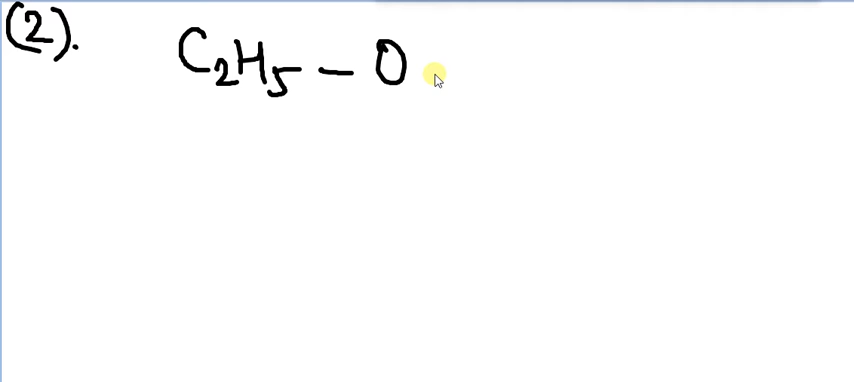 (2). C₂H₅ – O